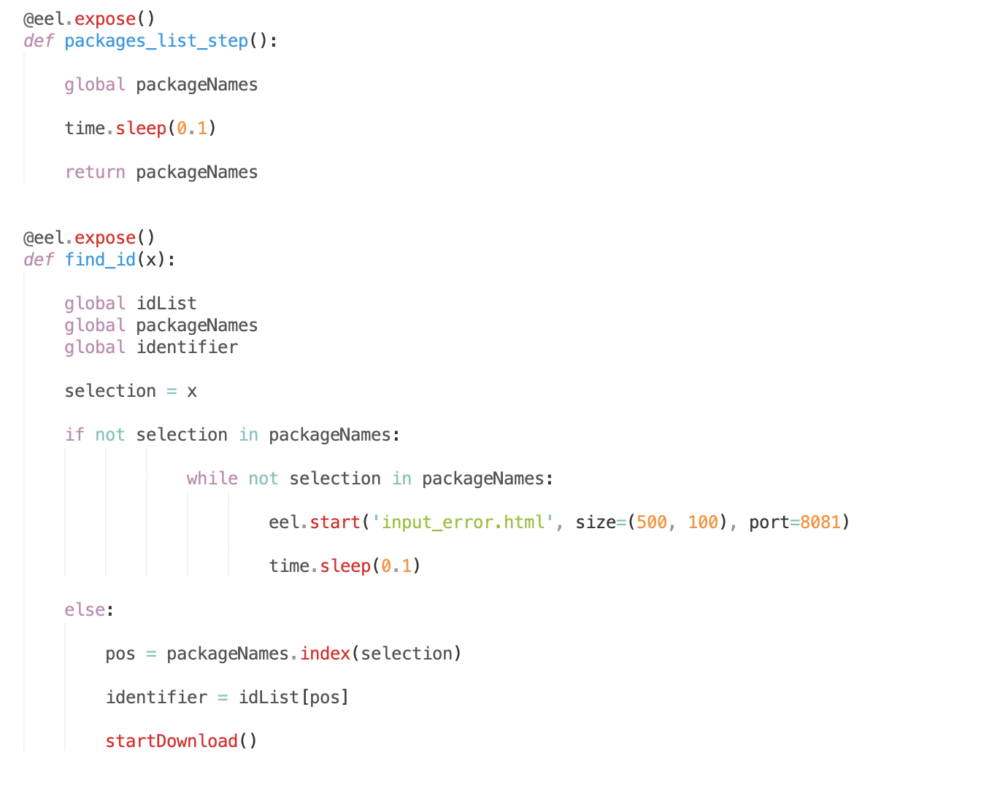 @eel.expose()
def packages_list_step():
global packageNames
time.sleep(0.1)
return packageNames
@eel.expose()
def find_id(x):
global idList
global packageNames
global identifier
selection = x
if not selection in packageNames:
while not selection in packageNames:
eel.start('input_error.html', size=(500, 100), port=8081)
time.sleep(0.1)
else:
pos = packageNames.index(selection)
identifier = idList[pos]
startDownload()